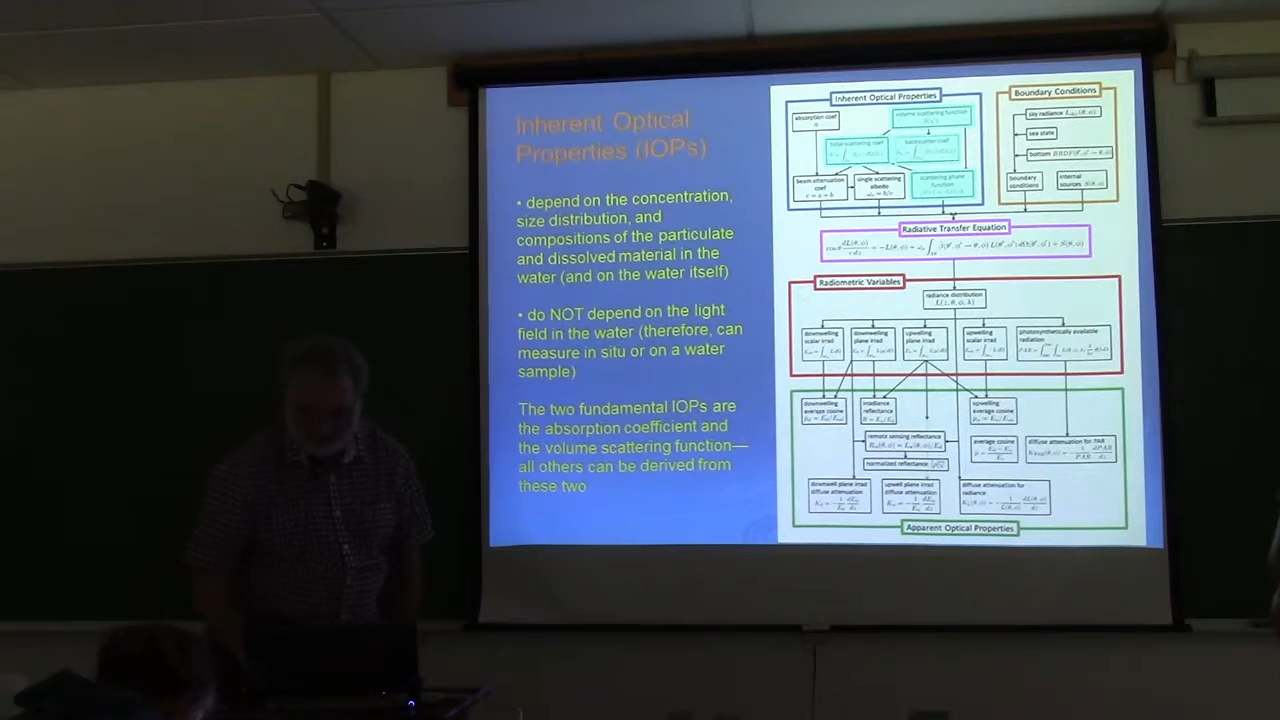 Inherent Optical
Properties (IOPs)
• depend on the concentration,
size distribution, and
compositions of the particulate
and dissolved material in the
water (and on the water itself)
• do NOT depend on the light
field in the water (therefore, can
measure in situ or on a water
sample)
The two fundamental IOPs are
the absorption coefficient and
the volume scattering function—
all others can be derived from
these two
Inherent Optical Properties
absorption coef
a
volume scattering function
total scattering coef
backscatter coef
beam attenuation
coef
c = a + b
single scattering
albedo
scattering phase
function
Boundary Conditions
sky radiance
sea state
bottom
boundary
conditions
internal
sources
Radiative Transfer Equation
Radiometric Variables
radiance distribution
L(z, θ, φ, λ)
downwelling
scalar irrad
downwelling
plane irrad
upwelling
plane irrad
upwelling
scalar irrad
photosynthetically available
radiation
downwelling
average cosine
irradiance
reflectance
upwelling
average cosine
remote sensing reflectance
normalized reflectance
average cosine
diffuse attenuation for PAR
downwell plane irrad
diffuse attenuation
upwell plane irrad
diffuse attenuation
diffuse attenuation for
radiance
Apparent Optical Properties